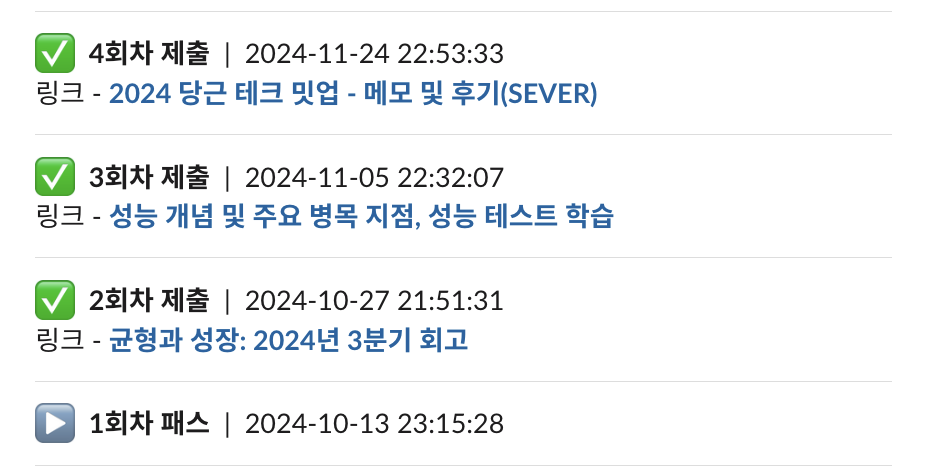 ✅ 4회차 제출 | 2024-11-24 22:53:33
링크 - 2024 당근 테크 밋업 - 메모 및 후기(SEVER)
✅ 3회차 제출 | 2024-11-05 22:32:07
링크 - 성능 개념 및 주요 병목 지점, 성능 테스트 학습
✅ 2회차 제출 | 2024-10-27 21:51:31
링크 - 균형과 성장: 2024년 3분기 회고
▶️ 1회차 패스 | 2024-10-13 23:15:28